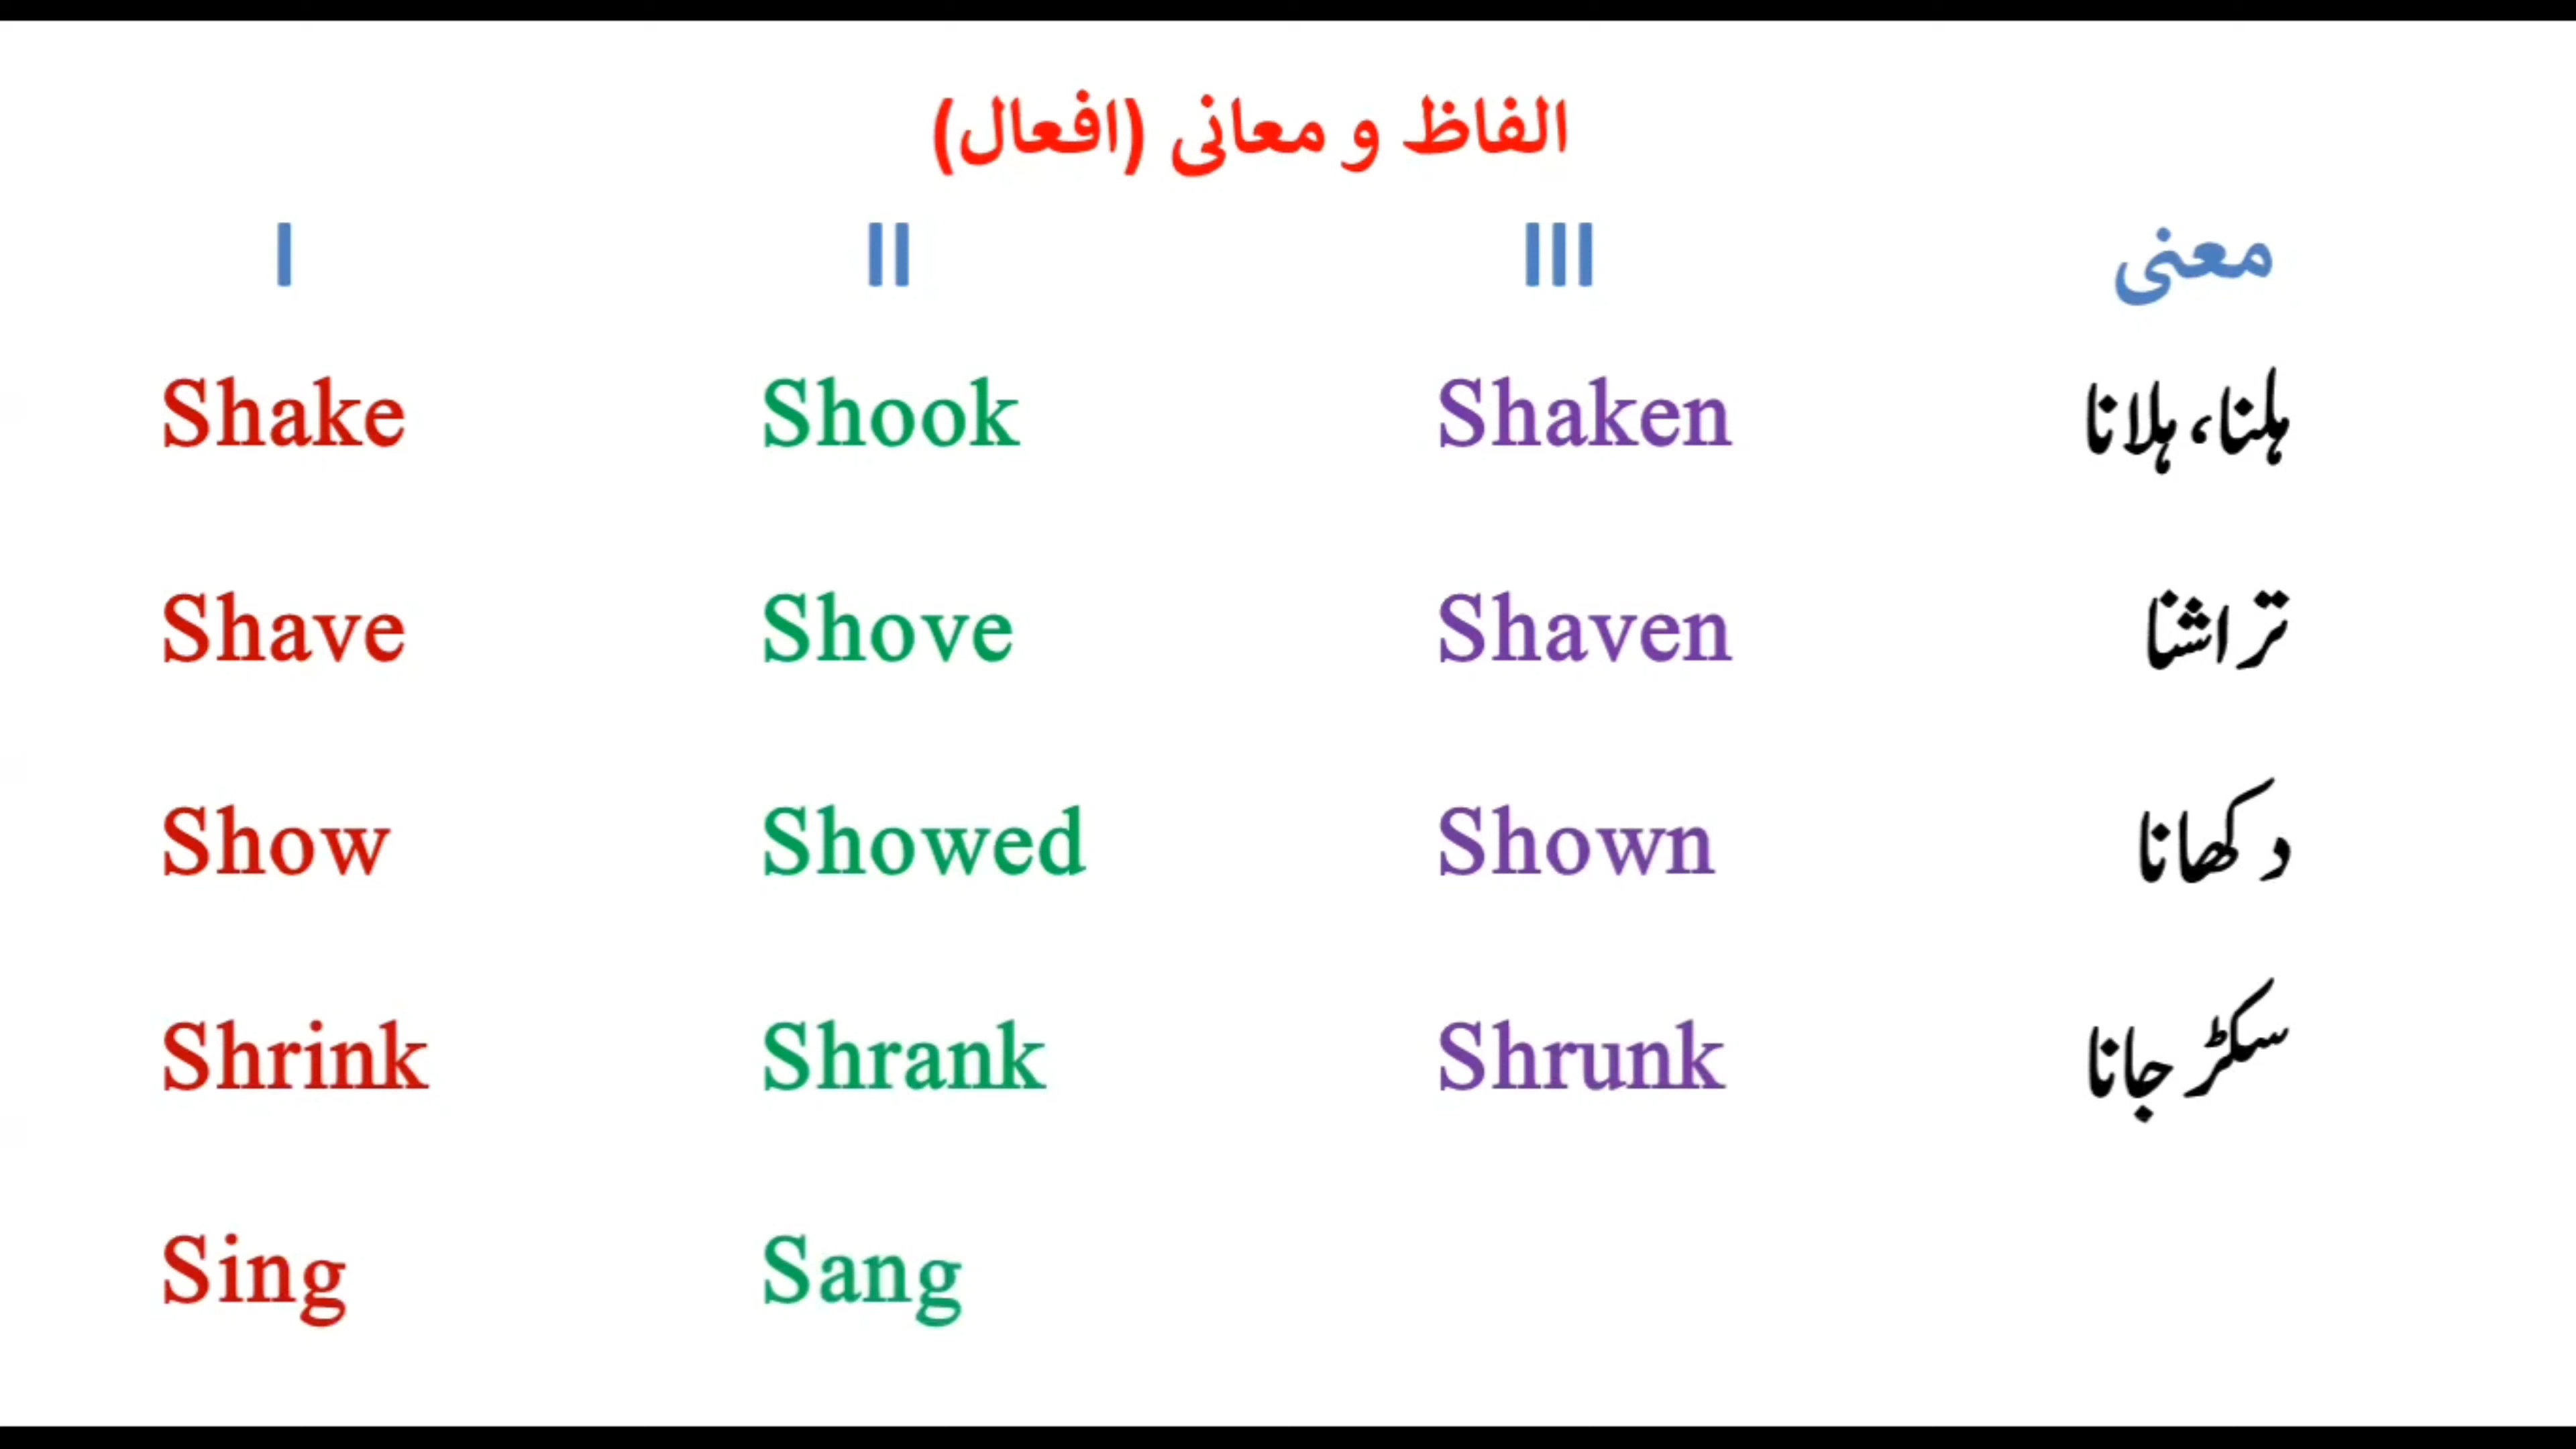 الفاظ و معانی (افعال)
I II III معنی
Shake Shook Shaken ہلنا، ہلانا
Shave Shove Shaven تراشنا
Show Showed Shown دکھانا
Shrink Shrank Shrunk سکڑ جانا
Sing Sang